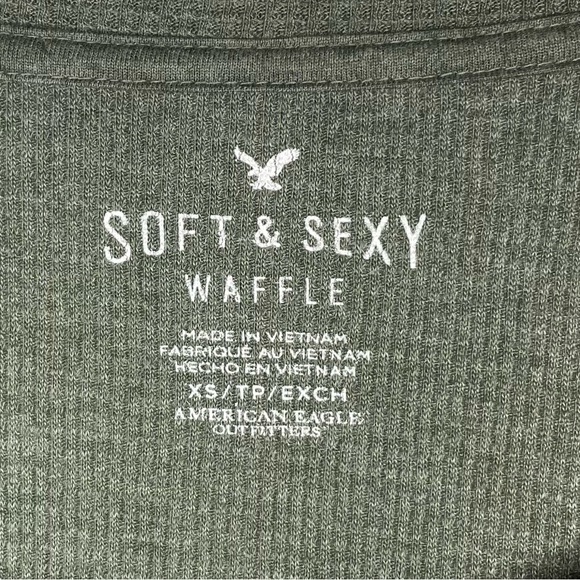 SOFT & SEXY
WAFFLE
MADE IN VIETNAM
FABRIQUÉ AU VIETNAM
HECHO EN VIETNAM
XS/TP/EXCH
AMERICAN EAGLE
OUTFITTERS